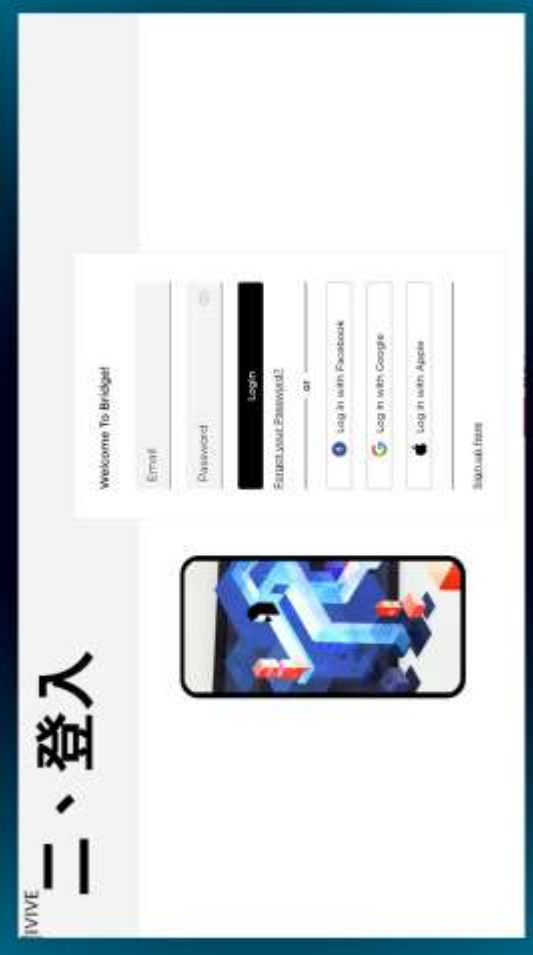 IVIVE
二、登入
Welcome To Bridge!
Email
Password
Login
Forgot your Password?
or
Log in with Facebook
Log in with Google
Log in with Apple
Sign up here